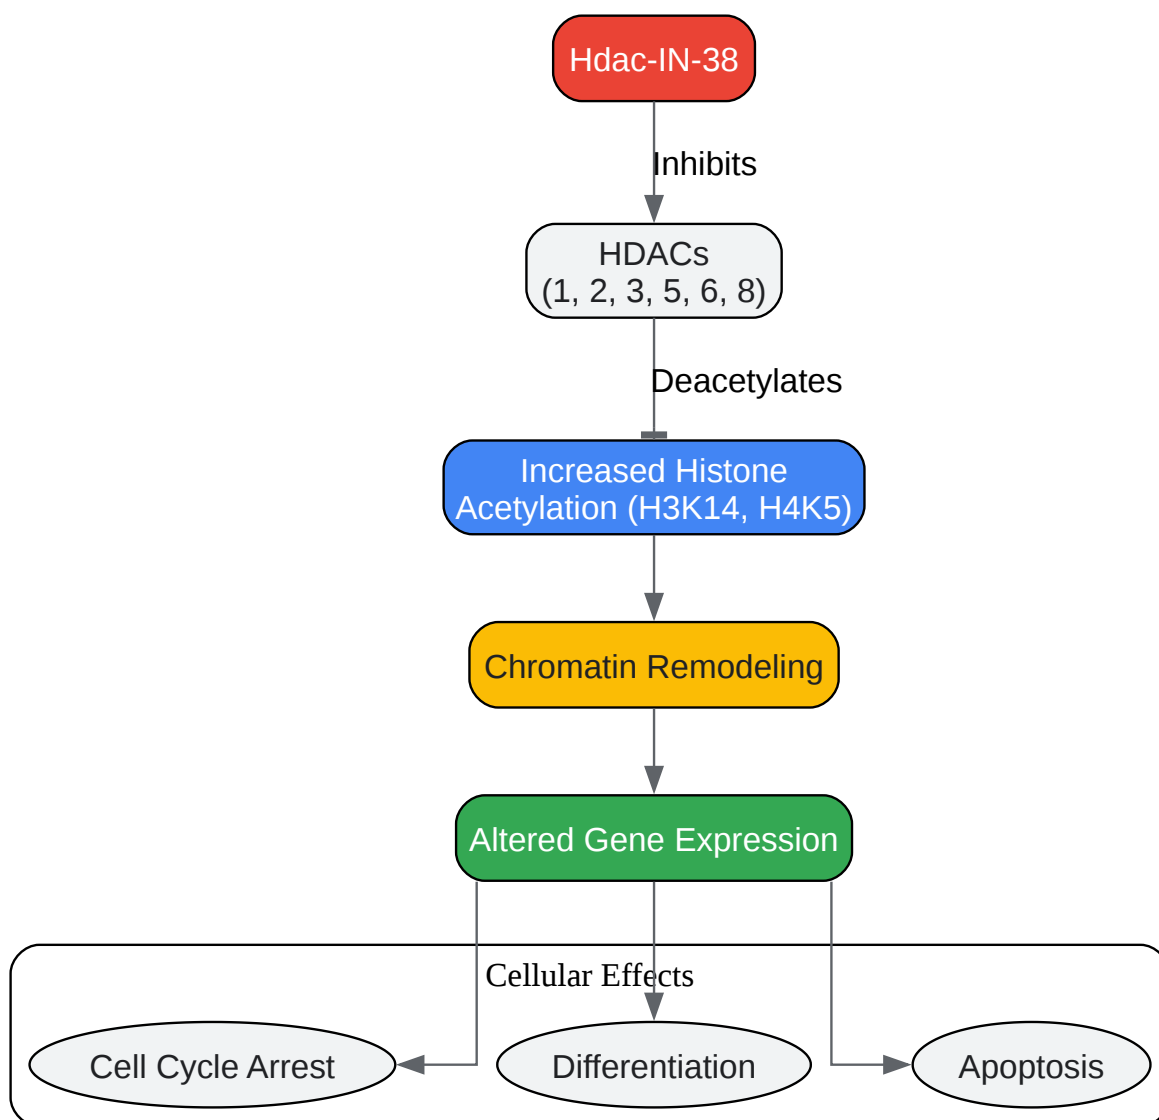 Hdac-IN-38
Inhibits
HDACs
(1, 2, 3, 5, 6, 8)
Deacetylates
Increased Histone
Acetylation (H3K14, H4K5)
Chromatin Remodeling
Altered Gene Expression
Cellular Effects
Cell Cycle Arrest
Differentiation
Apoptosis